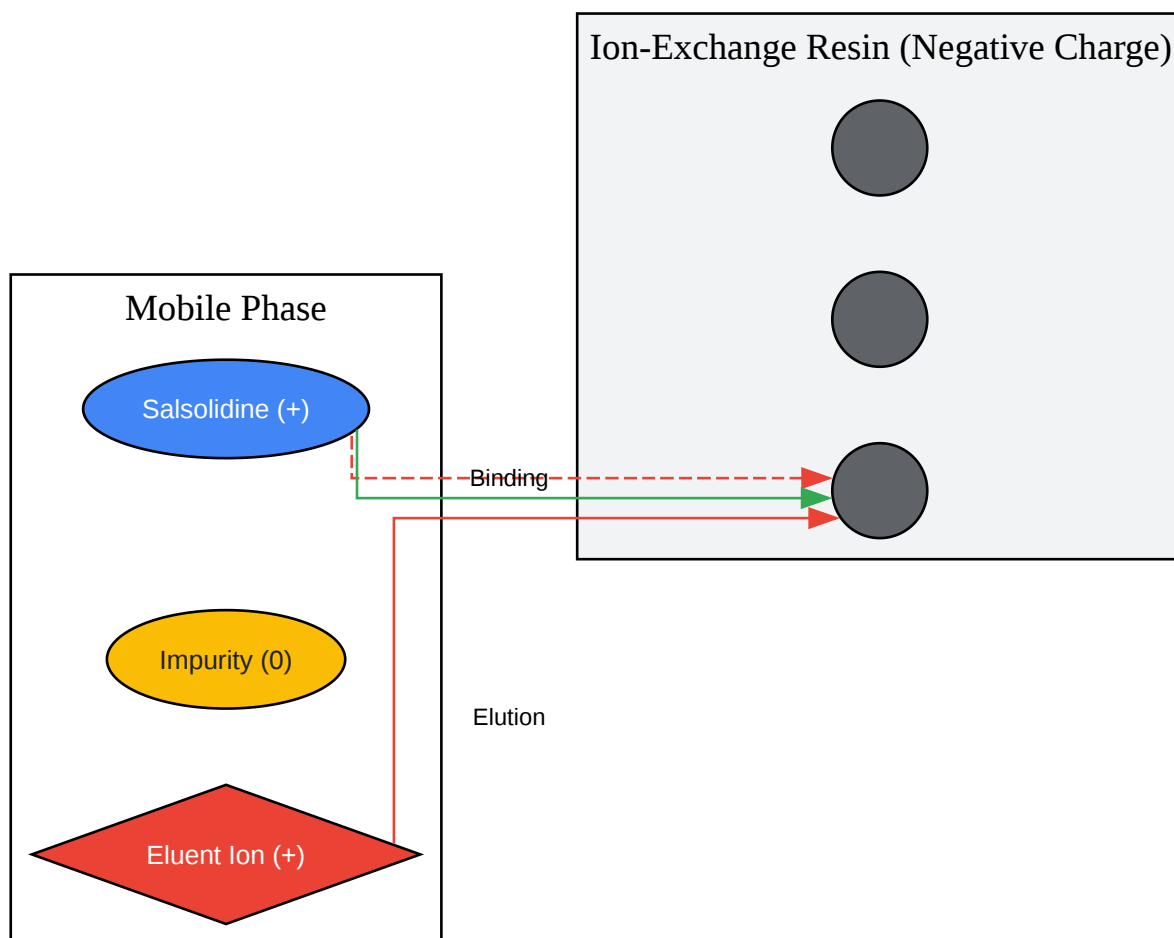 Ion-Exchange Resin (Negative Charge)
Mobile Phase
Salsolidine (+)
Binding
Impurity (0)
Elution
Eluent Ion (+)